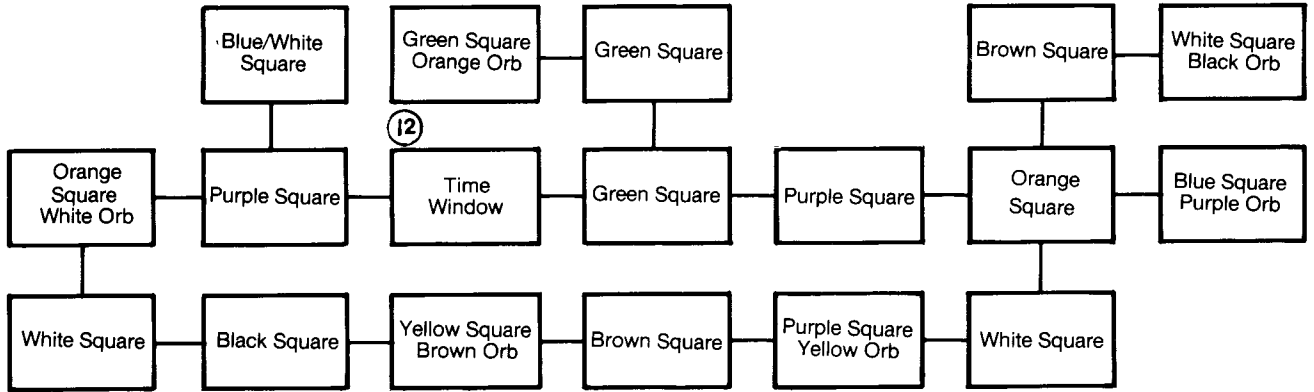 Blue/White
Square
Green Square
Orange Orb
Green Square
Brown Square
White Square
Black Orb
12
Orange
Square
White Orb
Purple Square
Time
Window
Green Square
Purple Square
Orange
Square
Blue Square
Purple Orb
White Square
Black Square
Yellow Square
Brown Orb
Brown Square
Purple Square
Yellow Orb
White Square